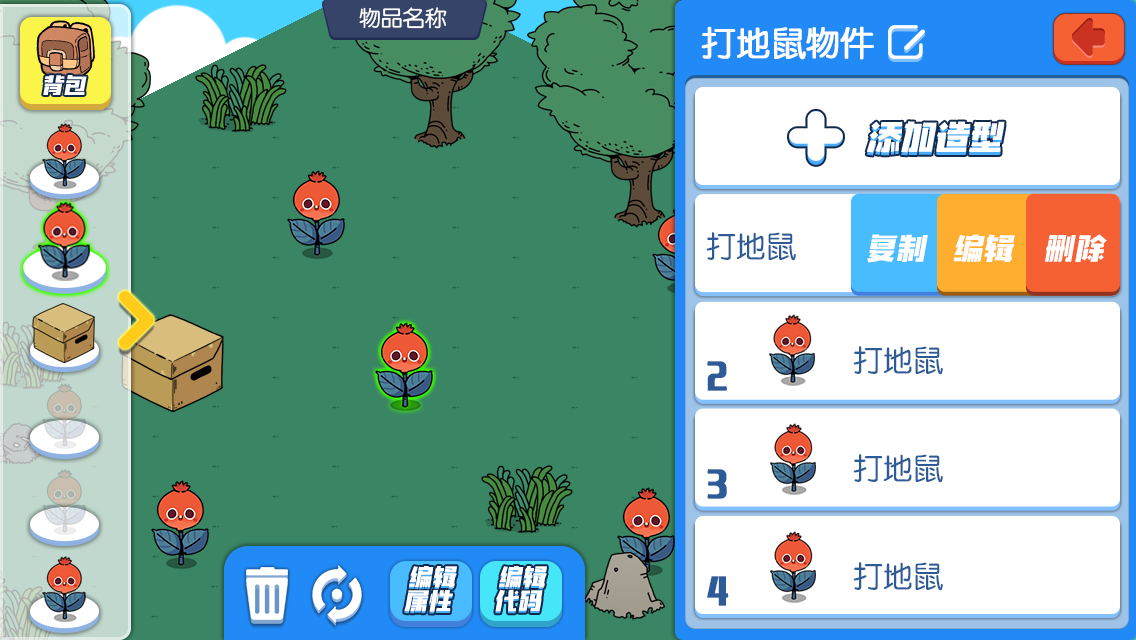 物品名称
背包
打地鼠物件
添加造型
打地鼠 复制 编辑 删除
2 打地鼠
3 打地鼠
4 打地鼠
编辑
属性
编辑
代码